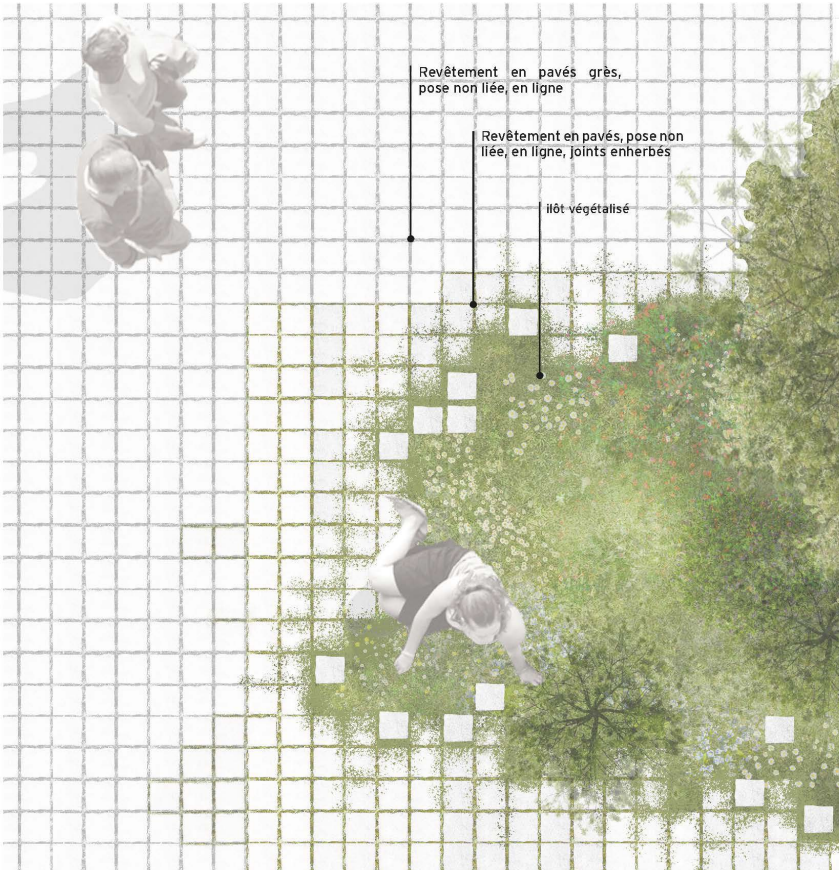 Revêtement en pavés grès,
pose non liée, en ligne
Revêtement en pavés, pose non
liée, en ligne, joints enherbés
ilôt végétalisé